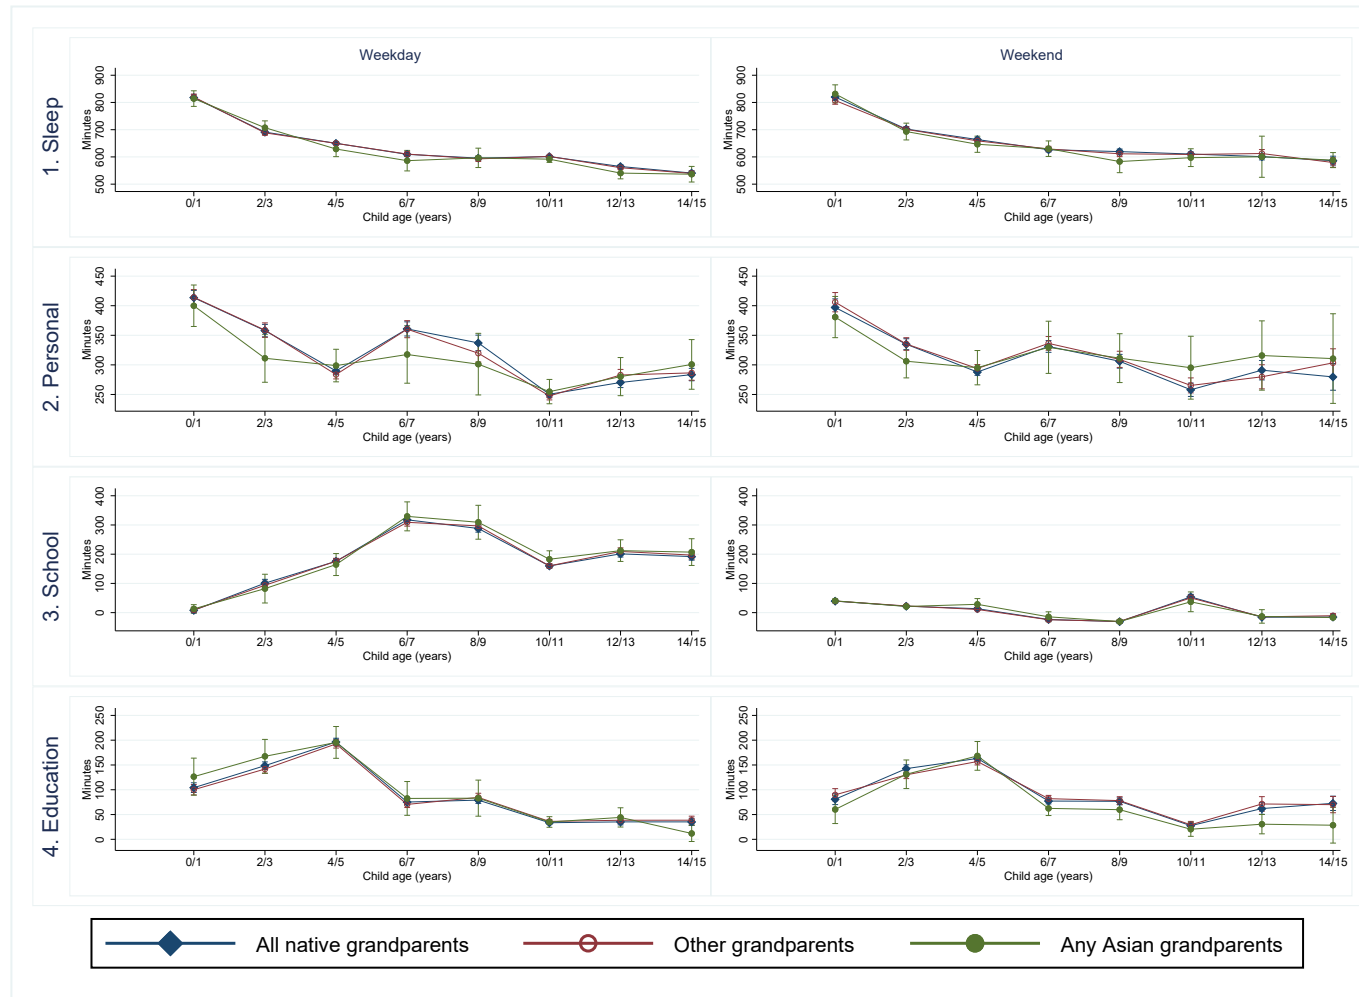 Weekday
Weekend
1. Sleep
Minutes
500 600 700 800 900
0/1 2/3 4/5 6/7 8/9 10/11 12/13 14/15
Child age (years)
Minutes
500 600 700 800 900
0/1 2/3 4/5 6/7 8/9 10/11 12/13 14/15
Child age (years)
2. Personal
Minutes
250 300 350 400 450
0/1 2/3 4/5 6/7 8/9 10/11 12/13 14/15
Child age (years)
Minutes
250 300 350 400 450
0/1 2/3 4/5 6/7 8/9 10/11 12/13 14/15
Child age (years)
3. School
Minutes
0 100 200 300 400
0/1 2/3 4/5 6/7 8/9 10/11 12/13 14/15
Child age (years)
Minutes
0 100 200 300 400
0/1 2/3 4/5 6/7 8/9 10/11 12/13 14/15
Child age (years)
4. Education
Minutes
0 50 100 150 200 250
0/1 2/3 4/5 6/7 8/9 10/11 12/13 14/15
Child age (years)
Minutes
0 50 100 150 200 250
0/1 2/3 4/5 6/7 8/9 10/11 12/13 14/15
Child age (years)
All native grandparents
Other grandparents
Any Asian grandparents